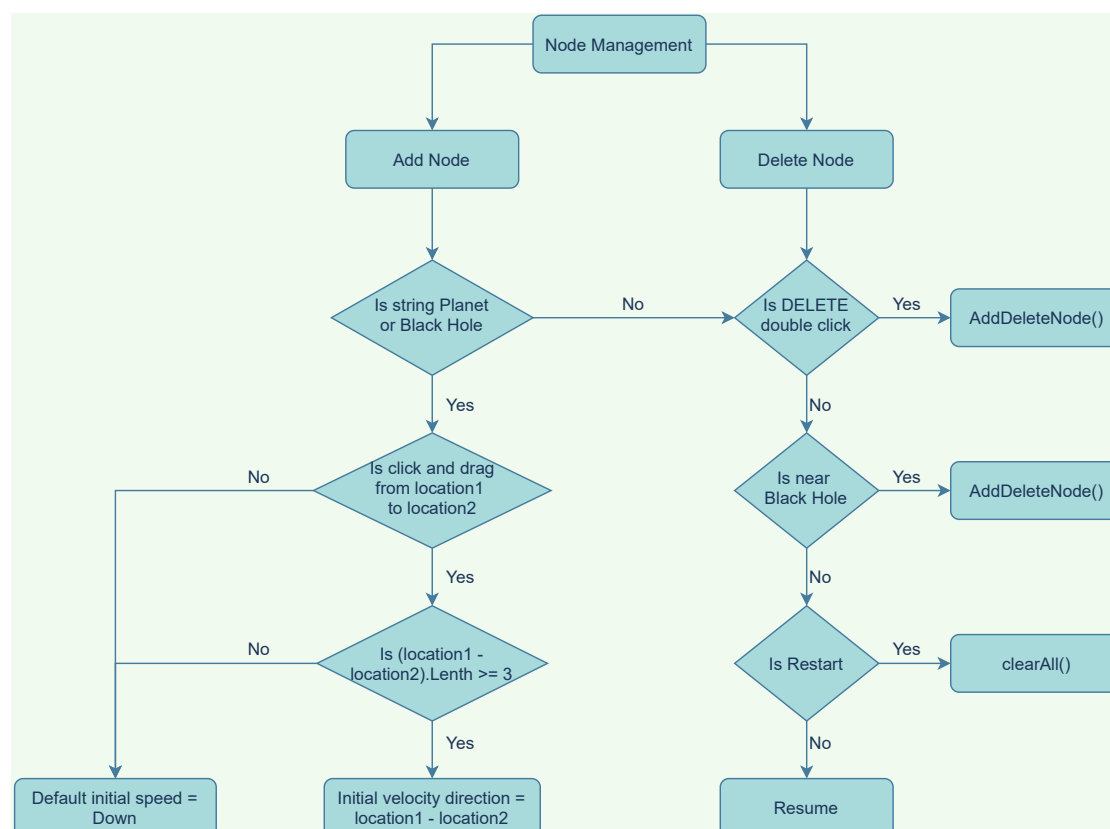 Node Management
Add Node
Delete Node
Is string Planet
or Black Hole
No
Is DELETE
double click
Yes
AddDeleteNode()
Yes
No
Is click and drag
from location1
to location2
No
Is near
Black Hole
Yes
AddDeleteNode()
Yes
No
Is (location1 -
location2).Lenth >= 3
No
Is Restart
Yes
clearAll()
Yes
No
Default initial speed =
Down
Initial velocity direction =
location1 - location2
Resume